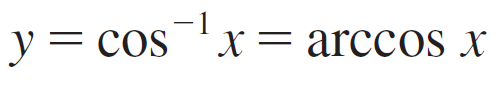 y = cos⁻¹ x = arccos x